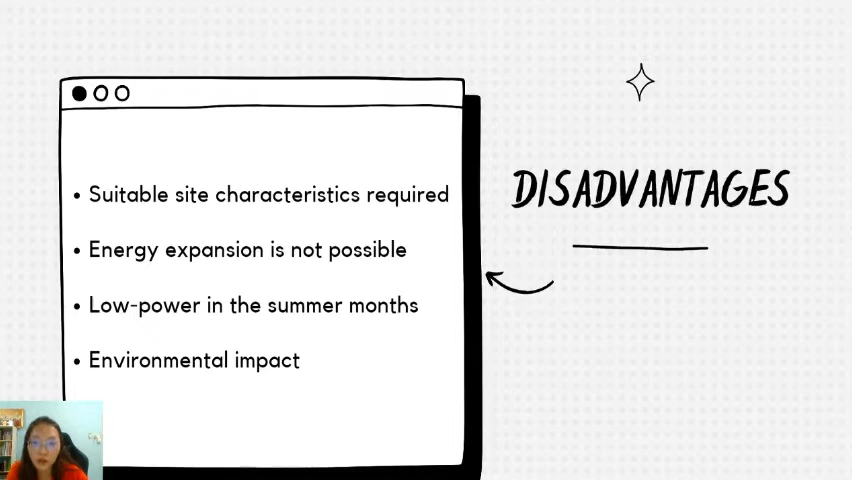 DISADVANTAGES
• Suitable site characteristics required
• Energy expansion is not possible
• Low-power in the summer months
• Environmental impact